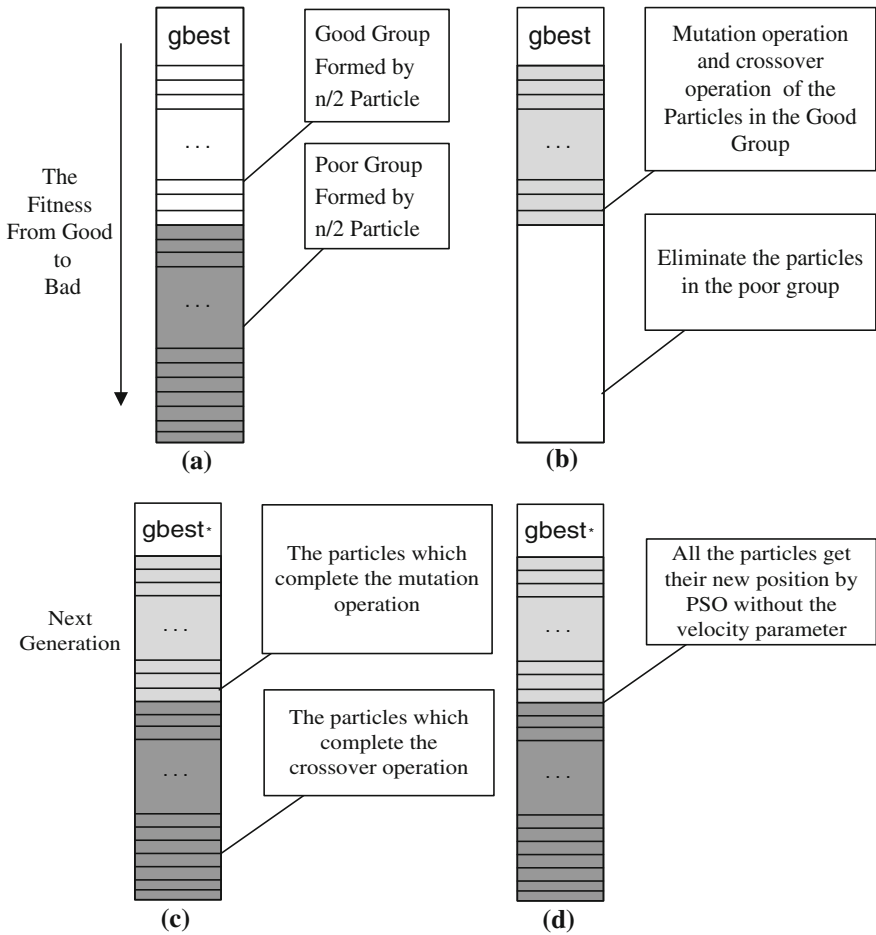 gbest
Good Group
Formed by
n/2 Particle
...
Poor Group
Formed by
n/2 Particle
...
The
Fitness
From Good
to
Bad
(a)
gbest
Mutation operation
and crossover
operation of the
Particles in the Good
Group
...
Eliminate the particles
in the poor group
(b)
gbest*
The particles which
complete the mutation
operation
Next
Generation
...
The particles which
complete the
crossover operation
...
(c)
gbest*
All the particles get
their new position by
PSO without the
velocity parameter
...
...
(d)